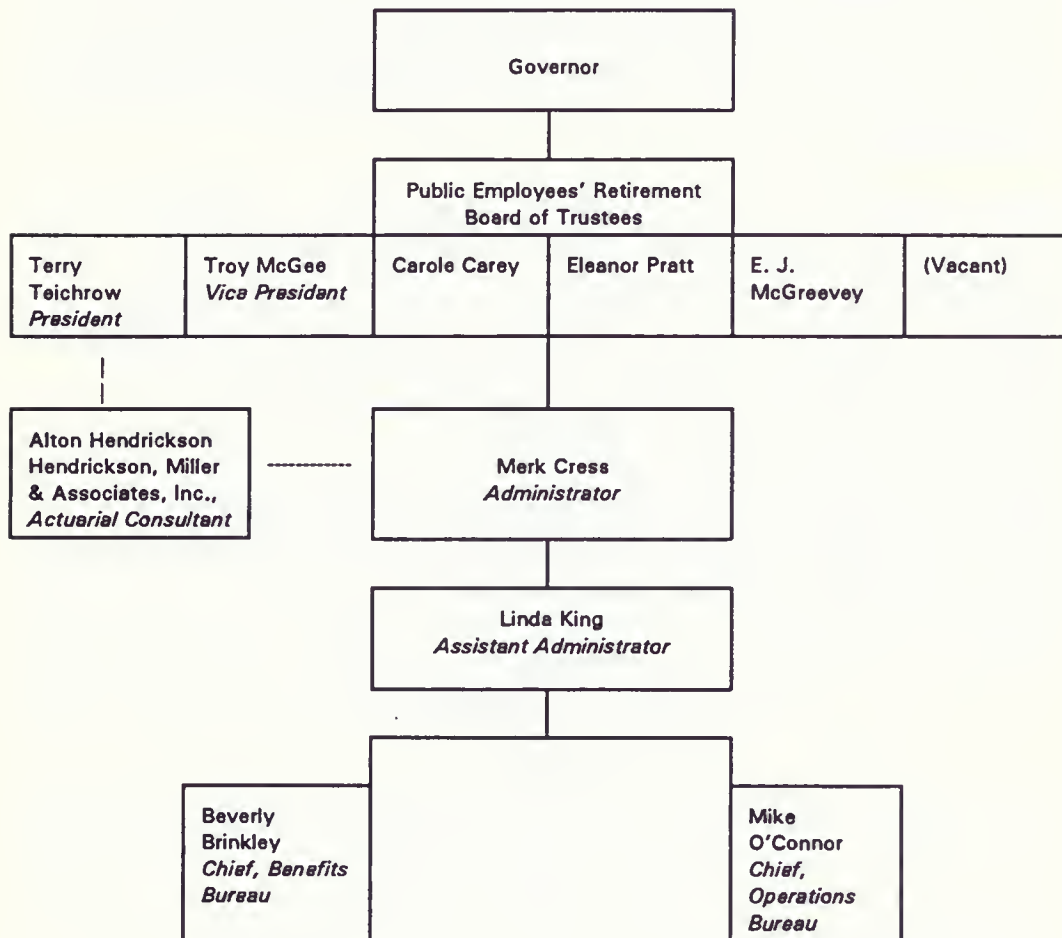 Governor
Public Employees' Retirement
Board of Trustees
Terry
Teichrow
President
Troy McGee
Vice President
Carole Carey
Eleanor Pratt
E. J.
McGreevey
(Vacant)
Alton Hendrickson
Hendrickson, Miller
& Associates, Inc.,
Actuarial Consultant
Merk Cress
Administrator
Linda King
Assistant Administrator
Beverly
Brinkley
Chief, Benefits
Bureau
Mike
O'Connor
Chief,
Operations
Bureau